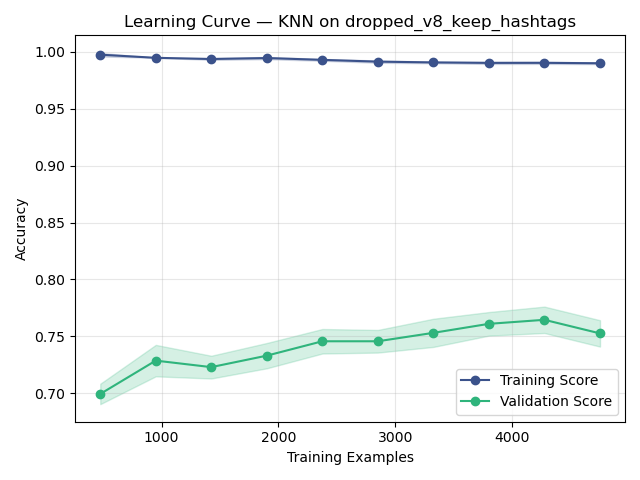 Learning Curve — KNN on dropped_v8_keep_hashtags
1.00
0.95
0.90
0.85
0.80
0.75
0.70
Accuracy
Training Score
Validation Score
1000
2000
3000
4000
Training Examples